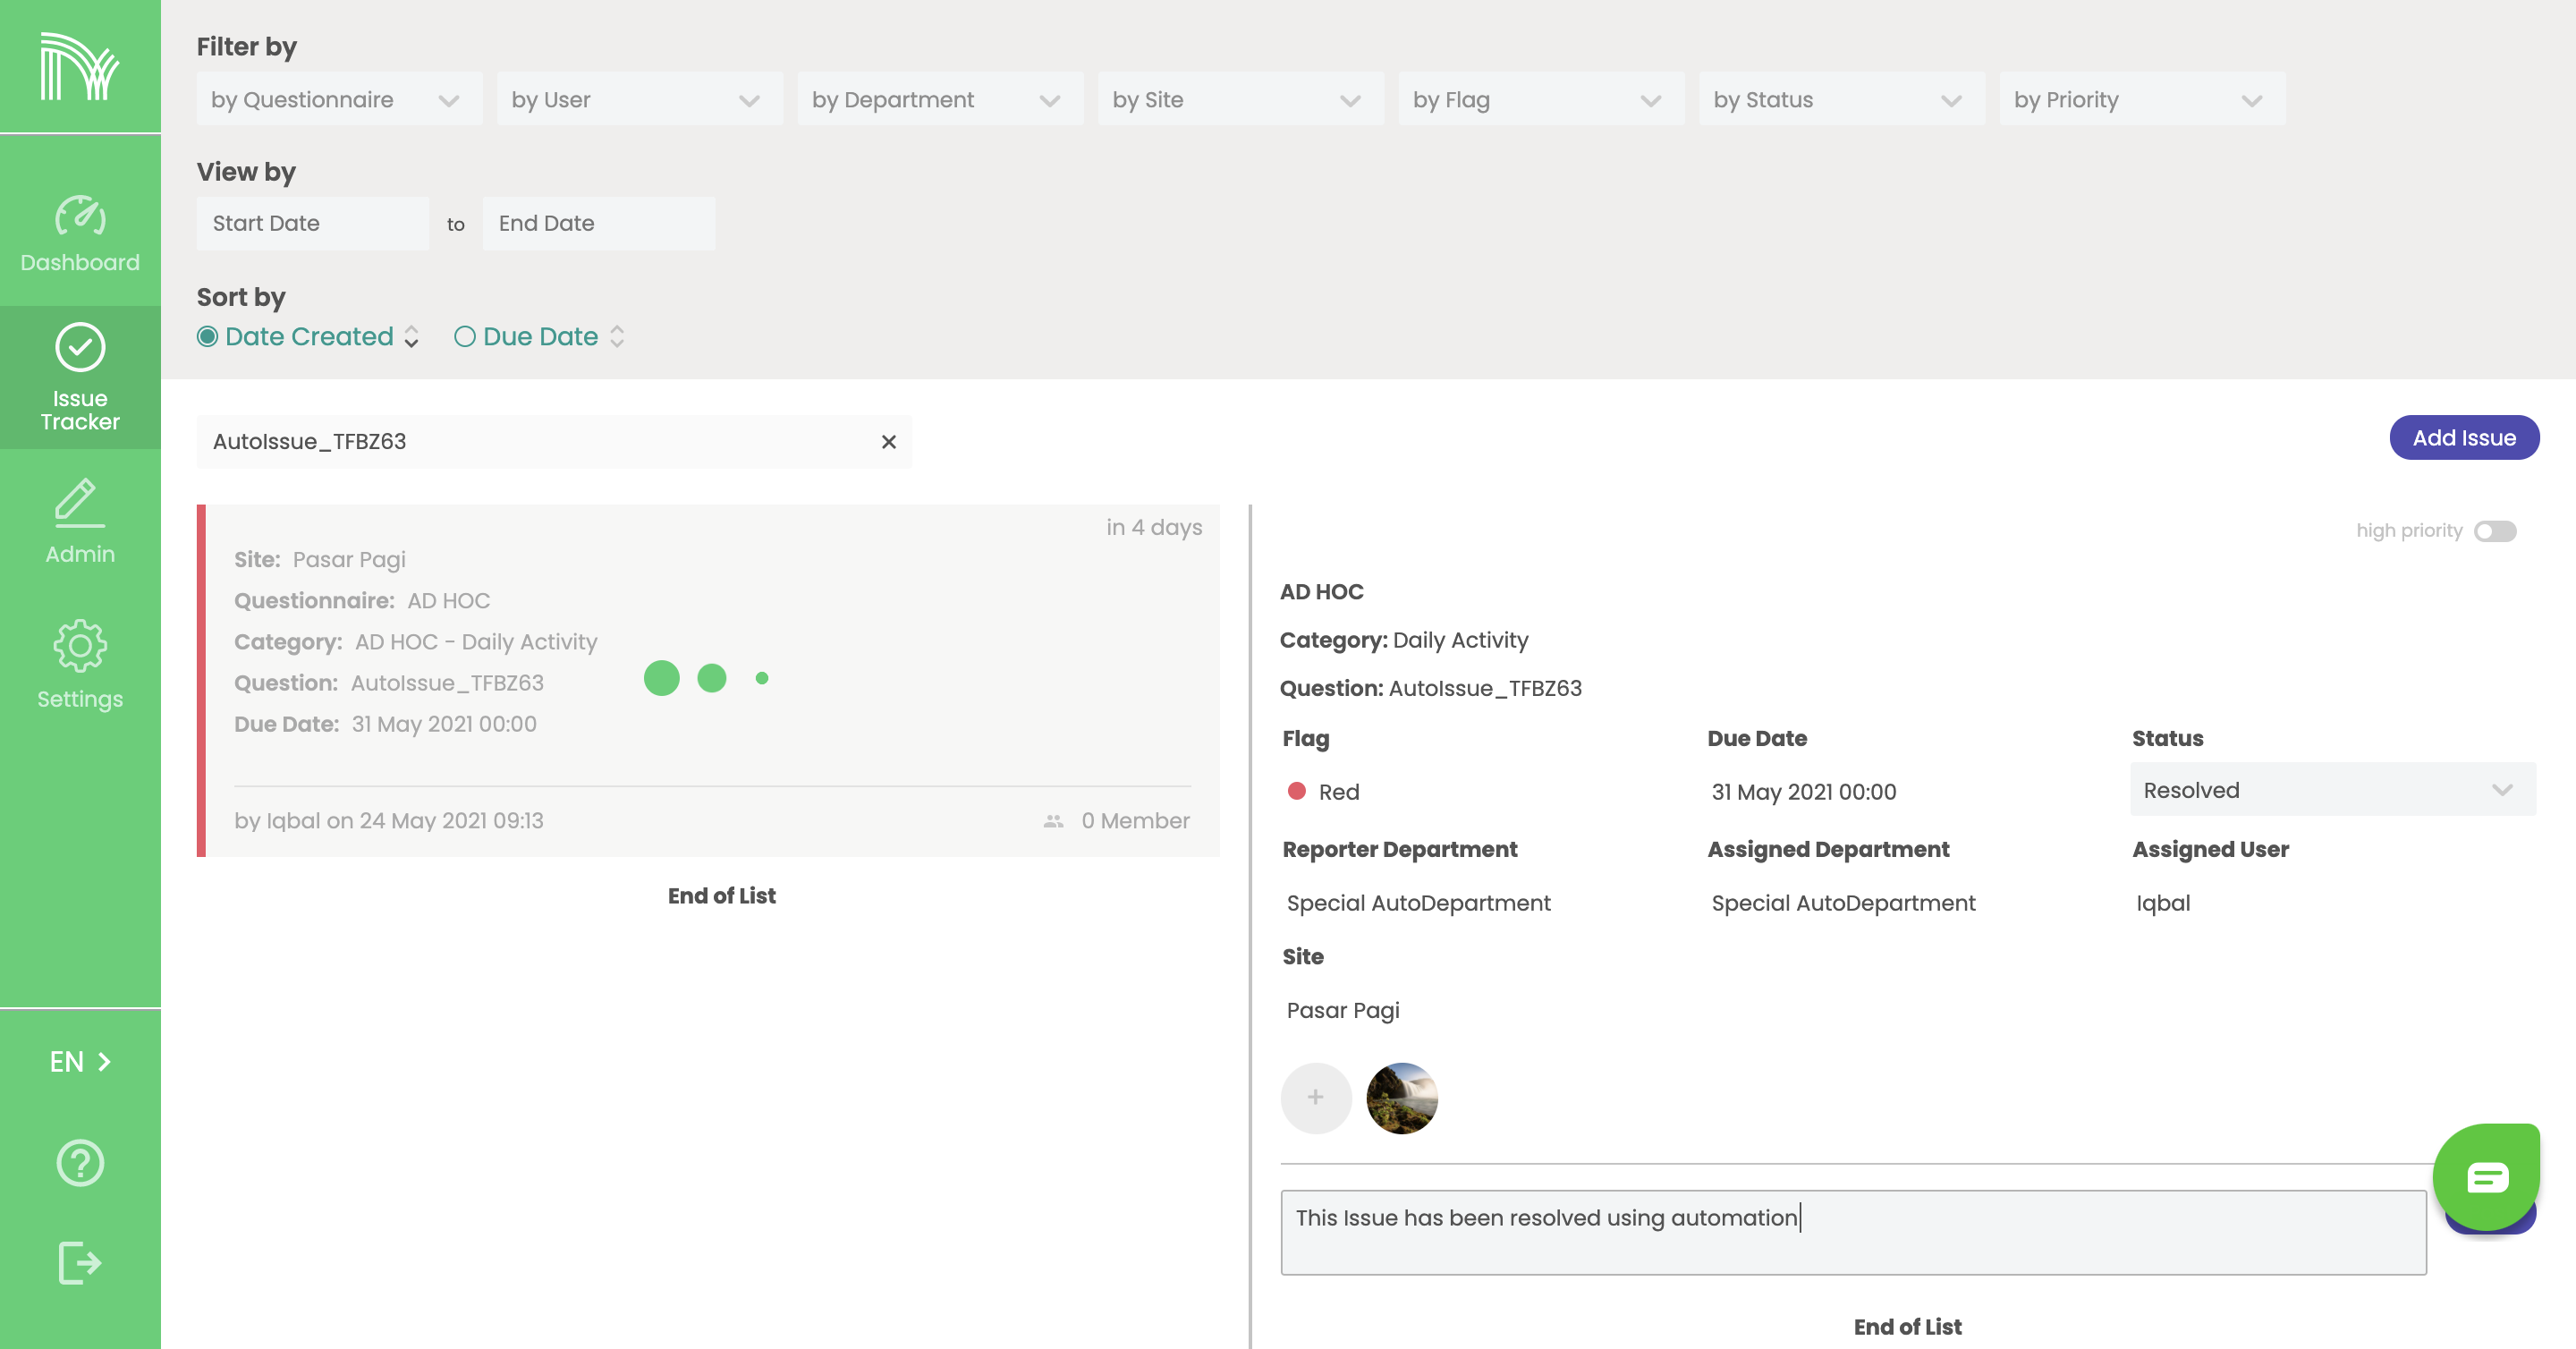 Filter by
by Questionnaire
by User
by Department
by Site
by Flag
by Status
by Priority
View by
Start Date
to
End Date
Sort by
Date Created
Due Date
Dashboard
Issue
Tracker
Admin
Settings
EN
AutoIssue_TFBZ63
Add Issue
in 4 days
Site: Pasar Pagi
Questionnaire: AD HOC
Category: AD HOC - Daily Activity
Question: AutoIssue_TFBZ63
Due Date: 31 May 2021 00:00
by Iqbal on 24 May 2021 09:13
0 Member
End of List
high priority
AD HOC
Category: Daily Activity
Question: AutoIssue_TFBZ63
Flag
Due Date
Status
Red
31 May 2021 00:00
Resolved
Reporter Department
Assigned Department
Assigned User
Special AutoDepartment
Special AutoDepartment
Iqbal
Site
Pasar Pagi
This Issue has been resolved using automation
End of List